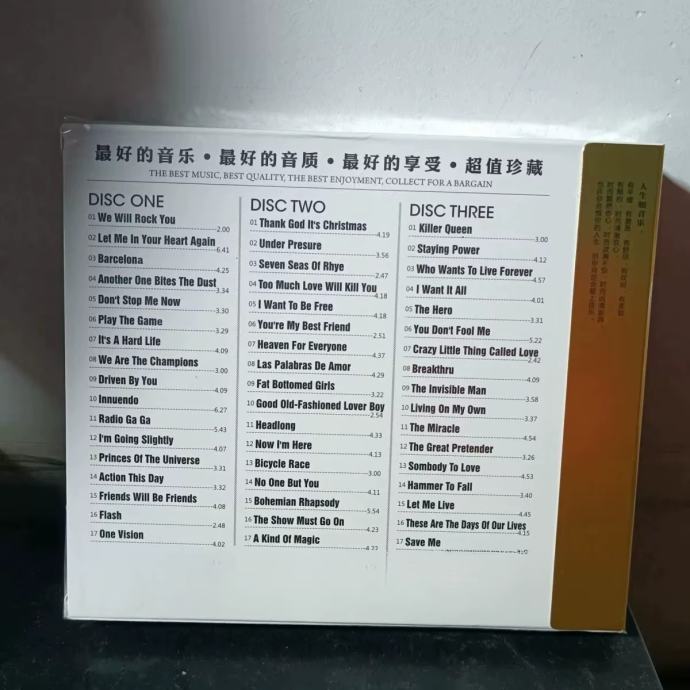 最好的音乐·最好的音质·最好的享受·超值珍藏
THE BEST MUSIC, BEST QUALITY, THE BEST ENJOYMENT, COLLECT FOR A BARGAIN
DISC ONE
01 We Will Rock You 2.00
02 Let Me In Your Heart Again 6.41
03 Barcelona 4.25
04 Another One Bites The Dust 3.34
05 Don't Stop Me Now 3.30
06 Play The Game 3.29
07 It's A Hard Life 4.09
08 We Are The Champions 3.00
09 Driven By You 4.09
10 Innuendo 6.27
11 Radio Ga Ga 5.43
12 I'm Going Slightly 4.07
13 Princes Of The Universe 3.31
14 Action This Day 3.32
15 Friends Will Be Friends 4.08
16 Flash 2.48
17 One Vision 4.02
DISC TWO
01 Thank God It's Christmas 4.19
02 Under Presure 3.56
03 Seven Seas Of Rhye 2.47
04 Too Much Love Will Kill You 4.18
05 I Want To Be Free 4.18
06 You're My Best Friend 2.51
07 Heaven For Everyone 4.37
08 Las Palabras De Amor 4.29
09 Fat Bottomed Girls 3.22
10 Good Old-Fashioned Lover Boy 2.54
11 Headlong 4.33
12 Now I'm Here 4.13
13 Bicycle Race 3.00
14 No One But You 4.11
15 Bohemian Rhapsody 5.54
16 The Show Must Go On 4.23
17 A Kind Of Magic
DISC THREE
01 Killer Queen 3.00
02 Staying Power 4.12
03 Who Wants To Live Forever 4.57
04 I Want It All 4.01
05 The Hero 3.31
06 You Don't Fool Me 5.22
07 Crazy Little Thing Called Love 2.42
08 Breakthru 4.09
09 The Invisible Man 3.58
10 Living On My Own 3.37
11 The Miracle 4.54
12 The Great Pretender 3.26
13 Sombody To Love 4.53
14 Hammer To Fall 3.40
15 Let Me Live 4.45
16 These Are The Days Of Our Lives 4.15
17 Save Me